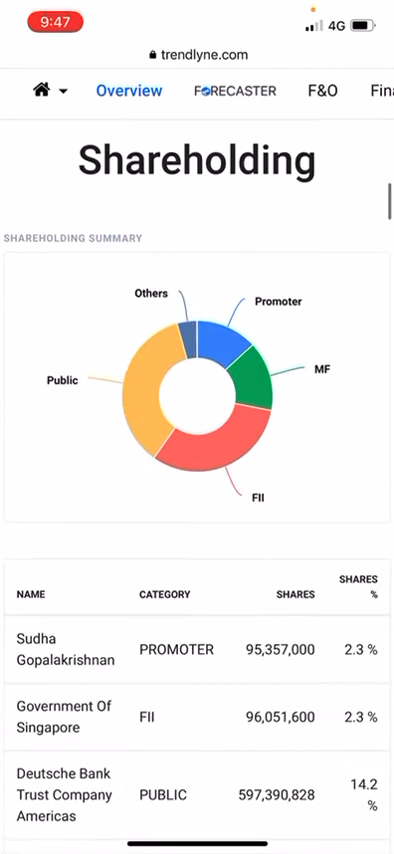 9:47
4G
trendlyne.com
Overview FORECASTER F&O Fin
Shareholding
SHAREHOLDING SUMMARY
Others
Promoter
MF
Public
FII
NAME CATEGORY SHARES SHARES %
Sudha Gopalakrishnan PROMOTER 95,357,000 2.3 %
Government Of Singapore FII 96,051,600 2.3 %
Deutsche Bank Trust Company Americas PUBLIC 597,390,828 14.2 %